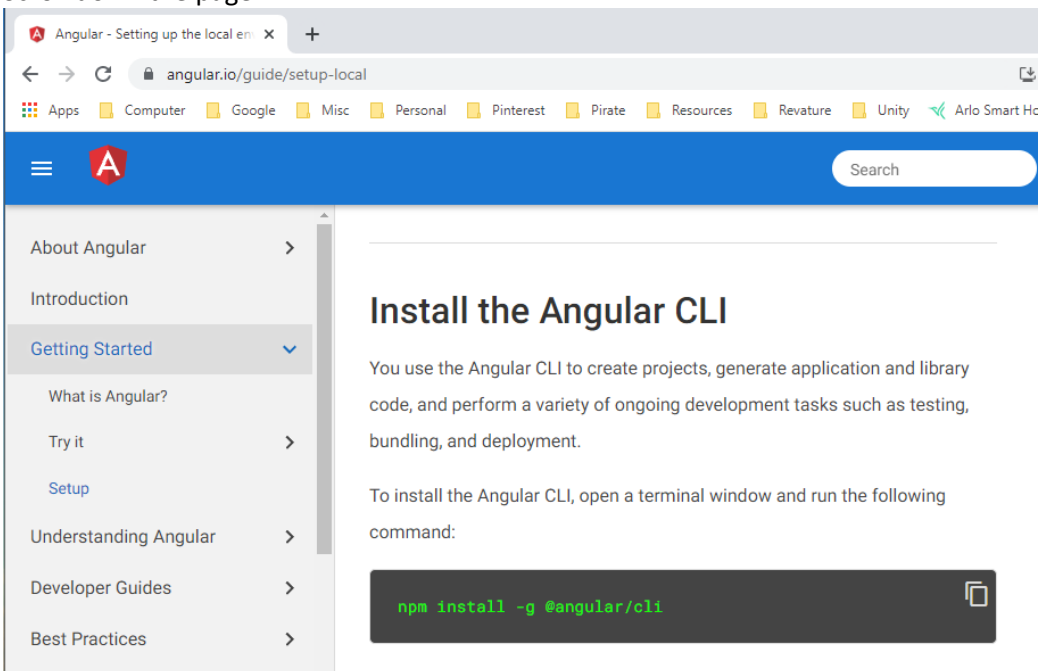 Angular - Setting up the local en
angular.io/guide/setup-local
Apps Computer Google Misc Personal Pinterest Pirate Resources Revature Unity Arlo Smart Ho
Search
About Angular
Introduction
Getting Started
What is Angular?
Try it
Setup
Understanding Angular
Developer Guides
Best Practices
Install the Angular CLI
You use the Angular CLI to create projects, generate application and library
code, and perform a variety of ongoing development tasks such as testing,
bundling, and deployment.
To install the Angular CLI, open a terminal window and run the following
command:
npm install -g @angular/cli